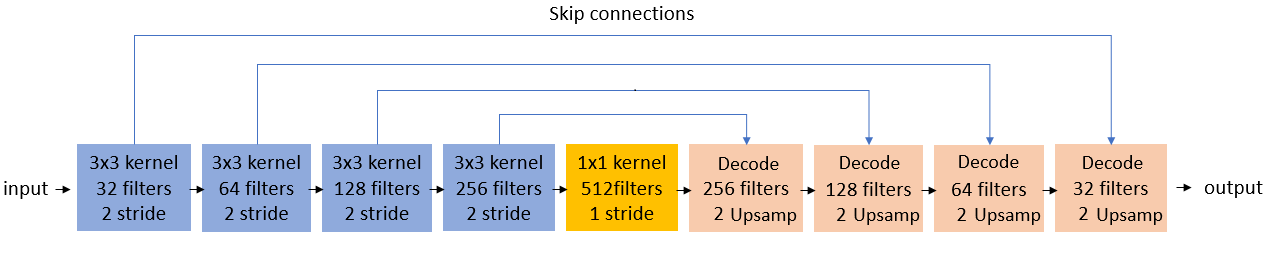 Skip connections
input
3x3 kernel
32 filters
2 stride
3x3 kernel
64 filters
2 stride
3x3 kernel
128 filters
2 stride
3x3 kernel
256 filters
2 stride
1x1 kernel
512filters
1 stride
Decode
256 filters
2 Upsamp
Decode
128 filters
2 Upsamp
Decode
64 filters
2 Upsamp
Decode
32 filters
2 Upsamp
output